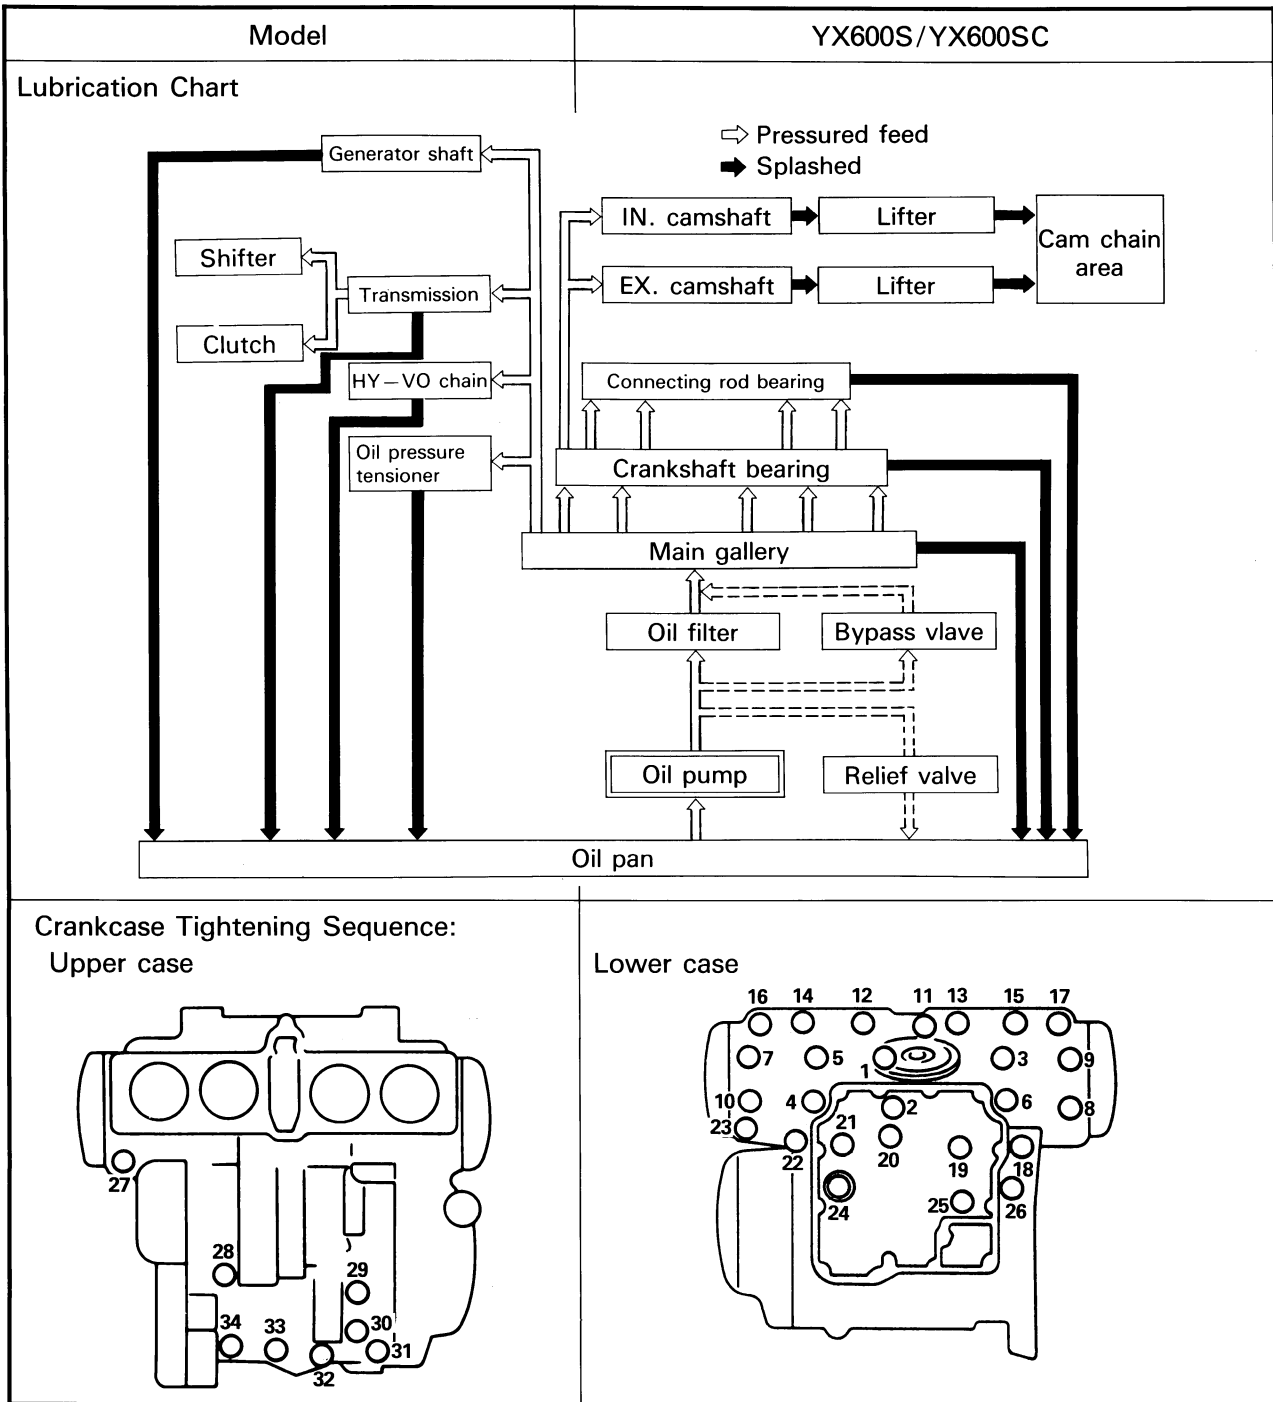 Model
YX600S/YX600SC
Lubrication Chart
Pressured feed
Splashed
Generator shaft
IN. camshaft
Lifter
Cam chain
area
Shifter
EX. camshaft
Lifter
Transmission
Clutch
HY-VO chain
Connecting rod bearing
Oil pressure
tensioner
Crankshaft bearing
Main gallery
Oil filter
Bypass vlave
Oil pump
Relief valve
Oil pan
Crankcase Tightening Sequence:
Upper case
27
28
29
34
33
30
31
32
Lower case
16 14 12 11 13 15 17
7 5 1 3 9
10 4 2 6 8
23 21
22 20 19 18
24 25 26